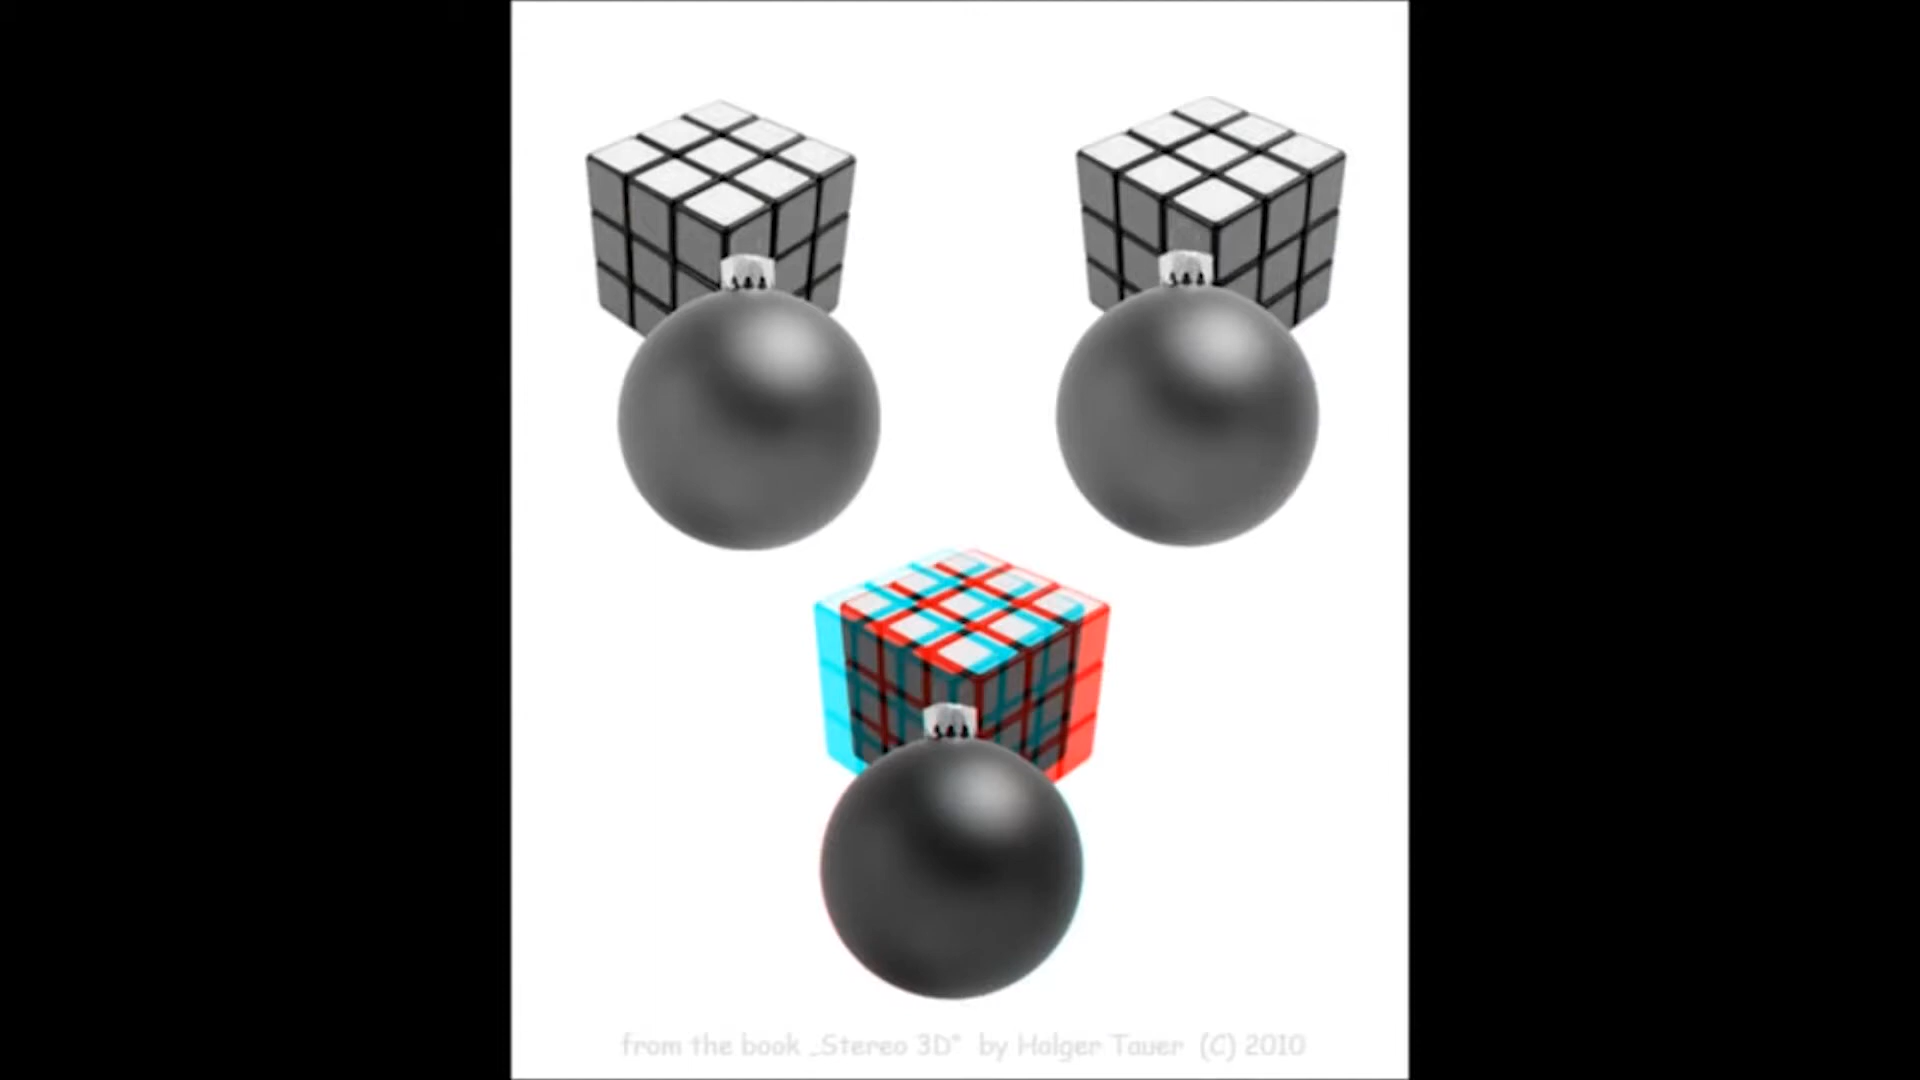 from the book „Stereo 3D“ by Holger Tauer (C) 2010